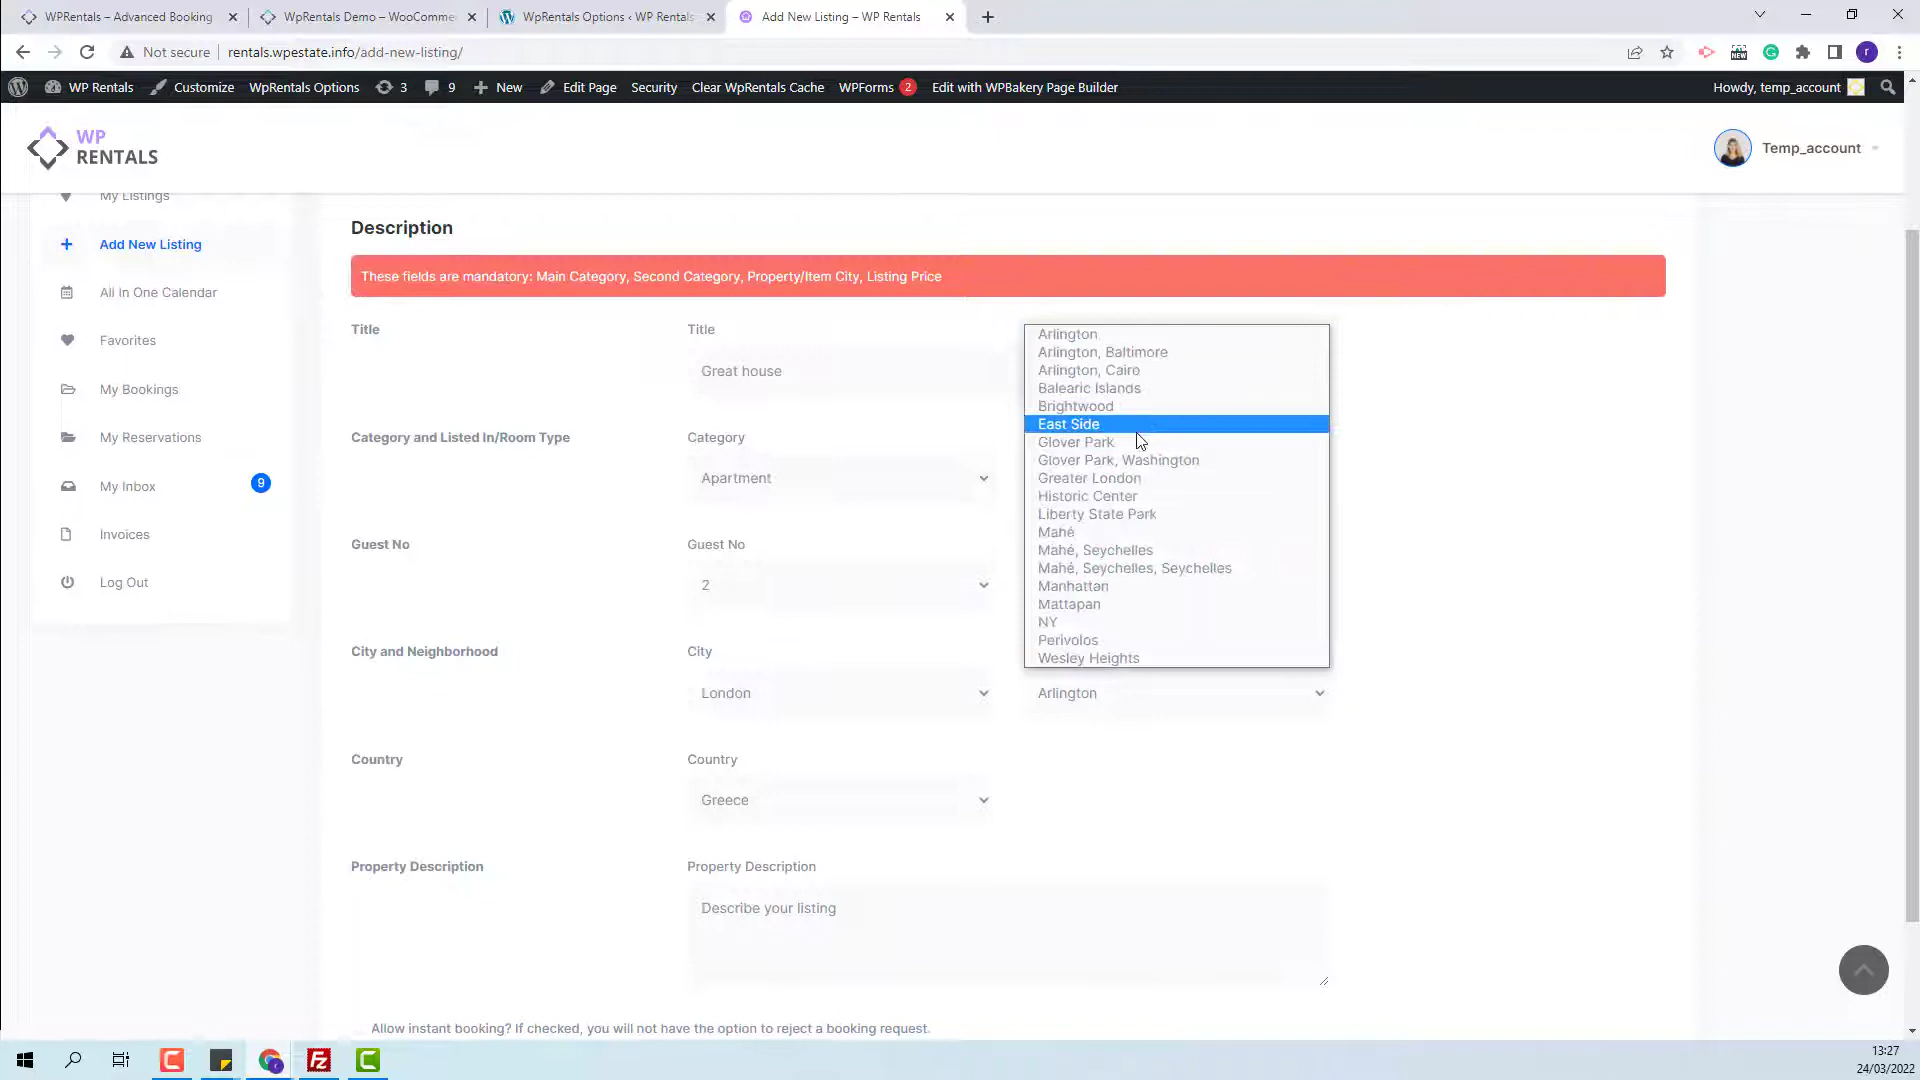 WPRentals – Advanced Booking
WpRentals Demo – WooComme
WpRentals Options ‹ WP Rentals
Add New Listing – WP Rentals
Not secure
rentals.wpestate.info/add-new-listing/
WP Rentals
Customize
WpRentals Options
3
9
New
Edit Page
Security
Clear WpRentals Cache
WPForms
2
Edit with WPBakery Page Builder
Howdy, temp_account
WP
RENTALS
Temp_account
My Listings
Add New Listing
All In One Calendar
Favorites
My Bookings
My Reservations
My Inbox
9
Invoices
Log Out
Description
These fields are mandatory: Main Category, Second Category, Property/Item City, Listing Price
Title
Title
Great house
Category and Listed In/Room Type
Category
Apartment
Guest No
Guest No
2
City and Neighborhood
City
London
Arlington
Arlington, Baltimore
Arlington, Cairo
Balearic Islands
Brightwood
East Side
Glover Park
Glover Park, Washington
Greater London
Historic Center
Liberty State Park
Mahé
Mahé, Seychelles
Mahé, Seychelles, Seychelles
Manhattan
Mattapan
NY
Perivolos
Wesley Heights
Arlington
Country
Country
Greece
Property Description
Property Description
Describe your listing
Allow instant booking? If checked, you will not have the option to reject a booking request.
13:27
24/03/2022